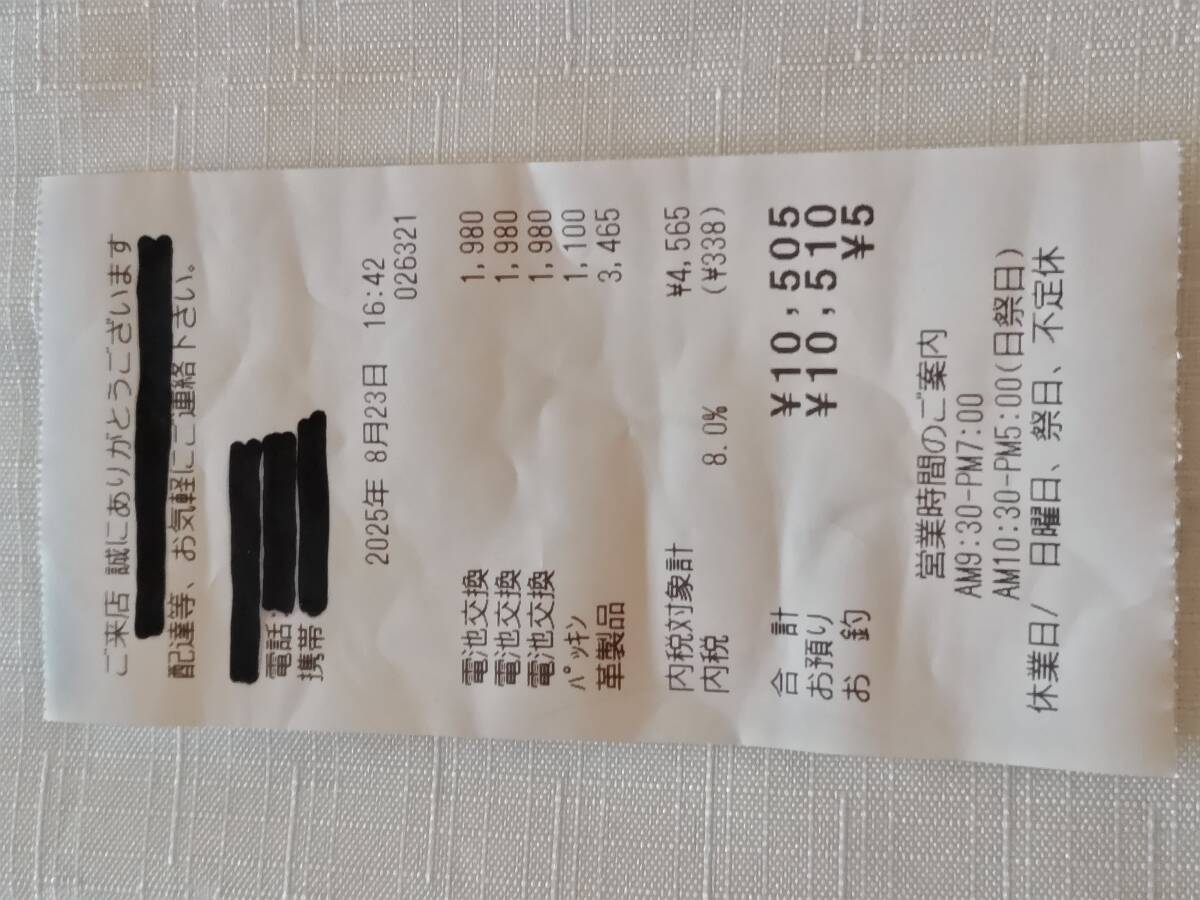 ご来店 誠にありがとうございます
配達等、お気軽にご連絡下さい。
電話:
携帯
2025年 8月23日 16:42
026321
電池交換 1,980
電池交換 1,980
電池交換 1,980
パッキン 1,100
革製品 3,465
内税対象計 ¥4,565
内税 8.0% (¥338)
合 計 ¥10,505
お預り ¥10,510
お 釣 ¥5
営業時間のご案内
AM9:30-PM7:00
AM10:30-PM5:00(日祭日)
休業日/ 日曜日、祭日、不定休